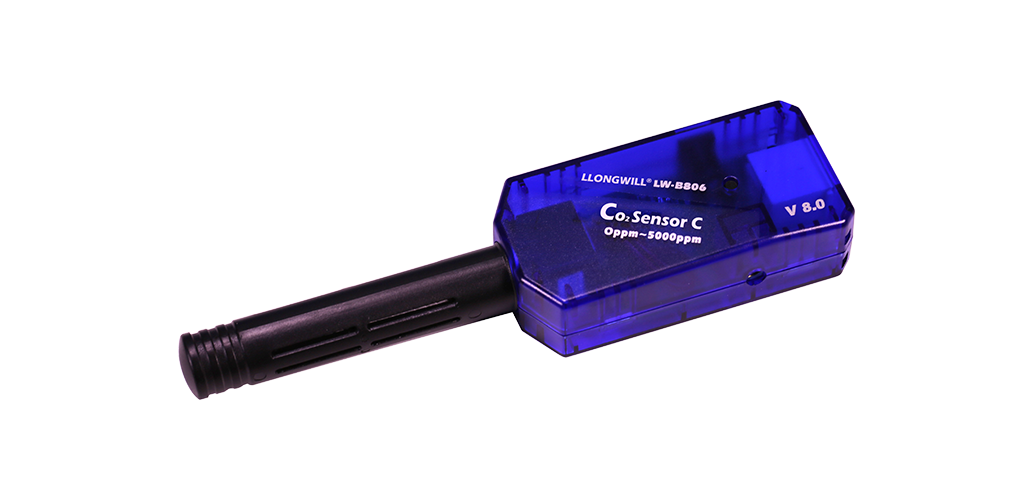 LLONGWILL® LW-B806
CO₂ Sensor C
0ppm~5000ppm
V 8.0